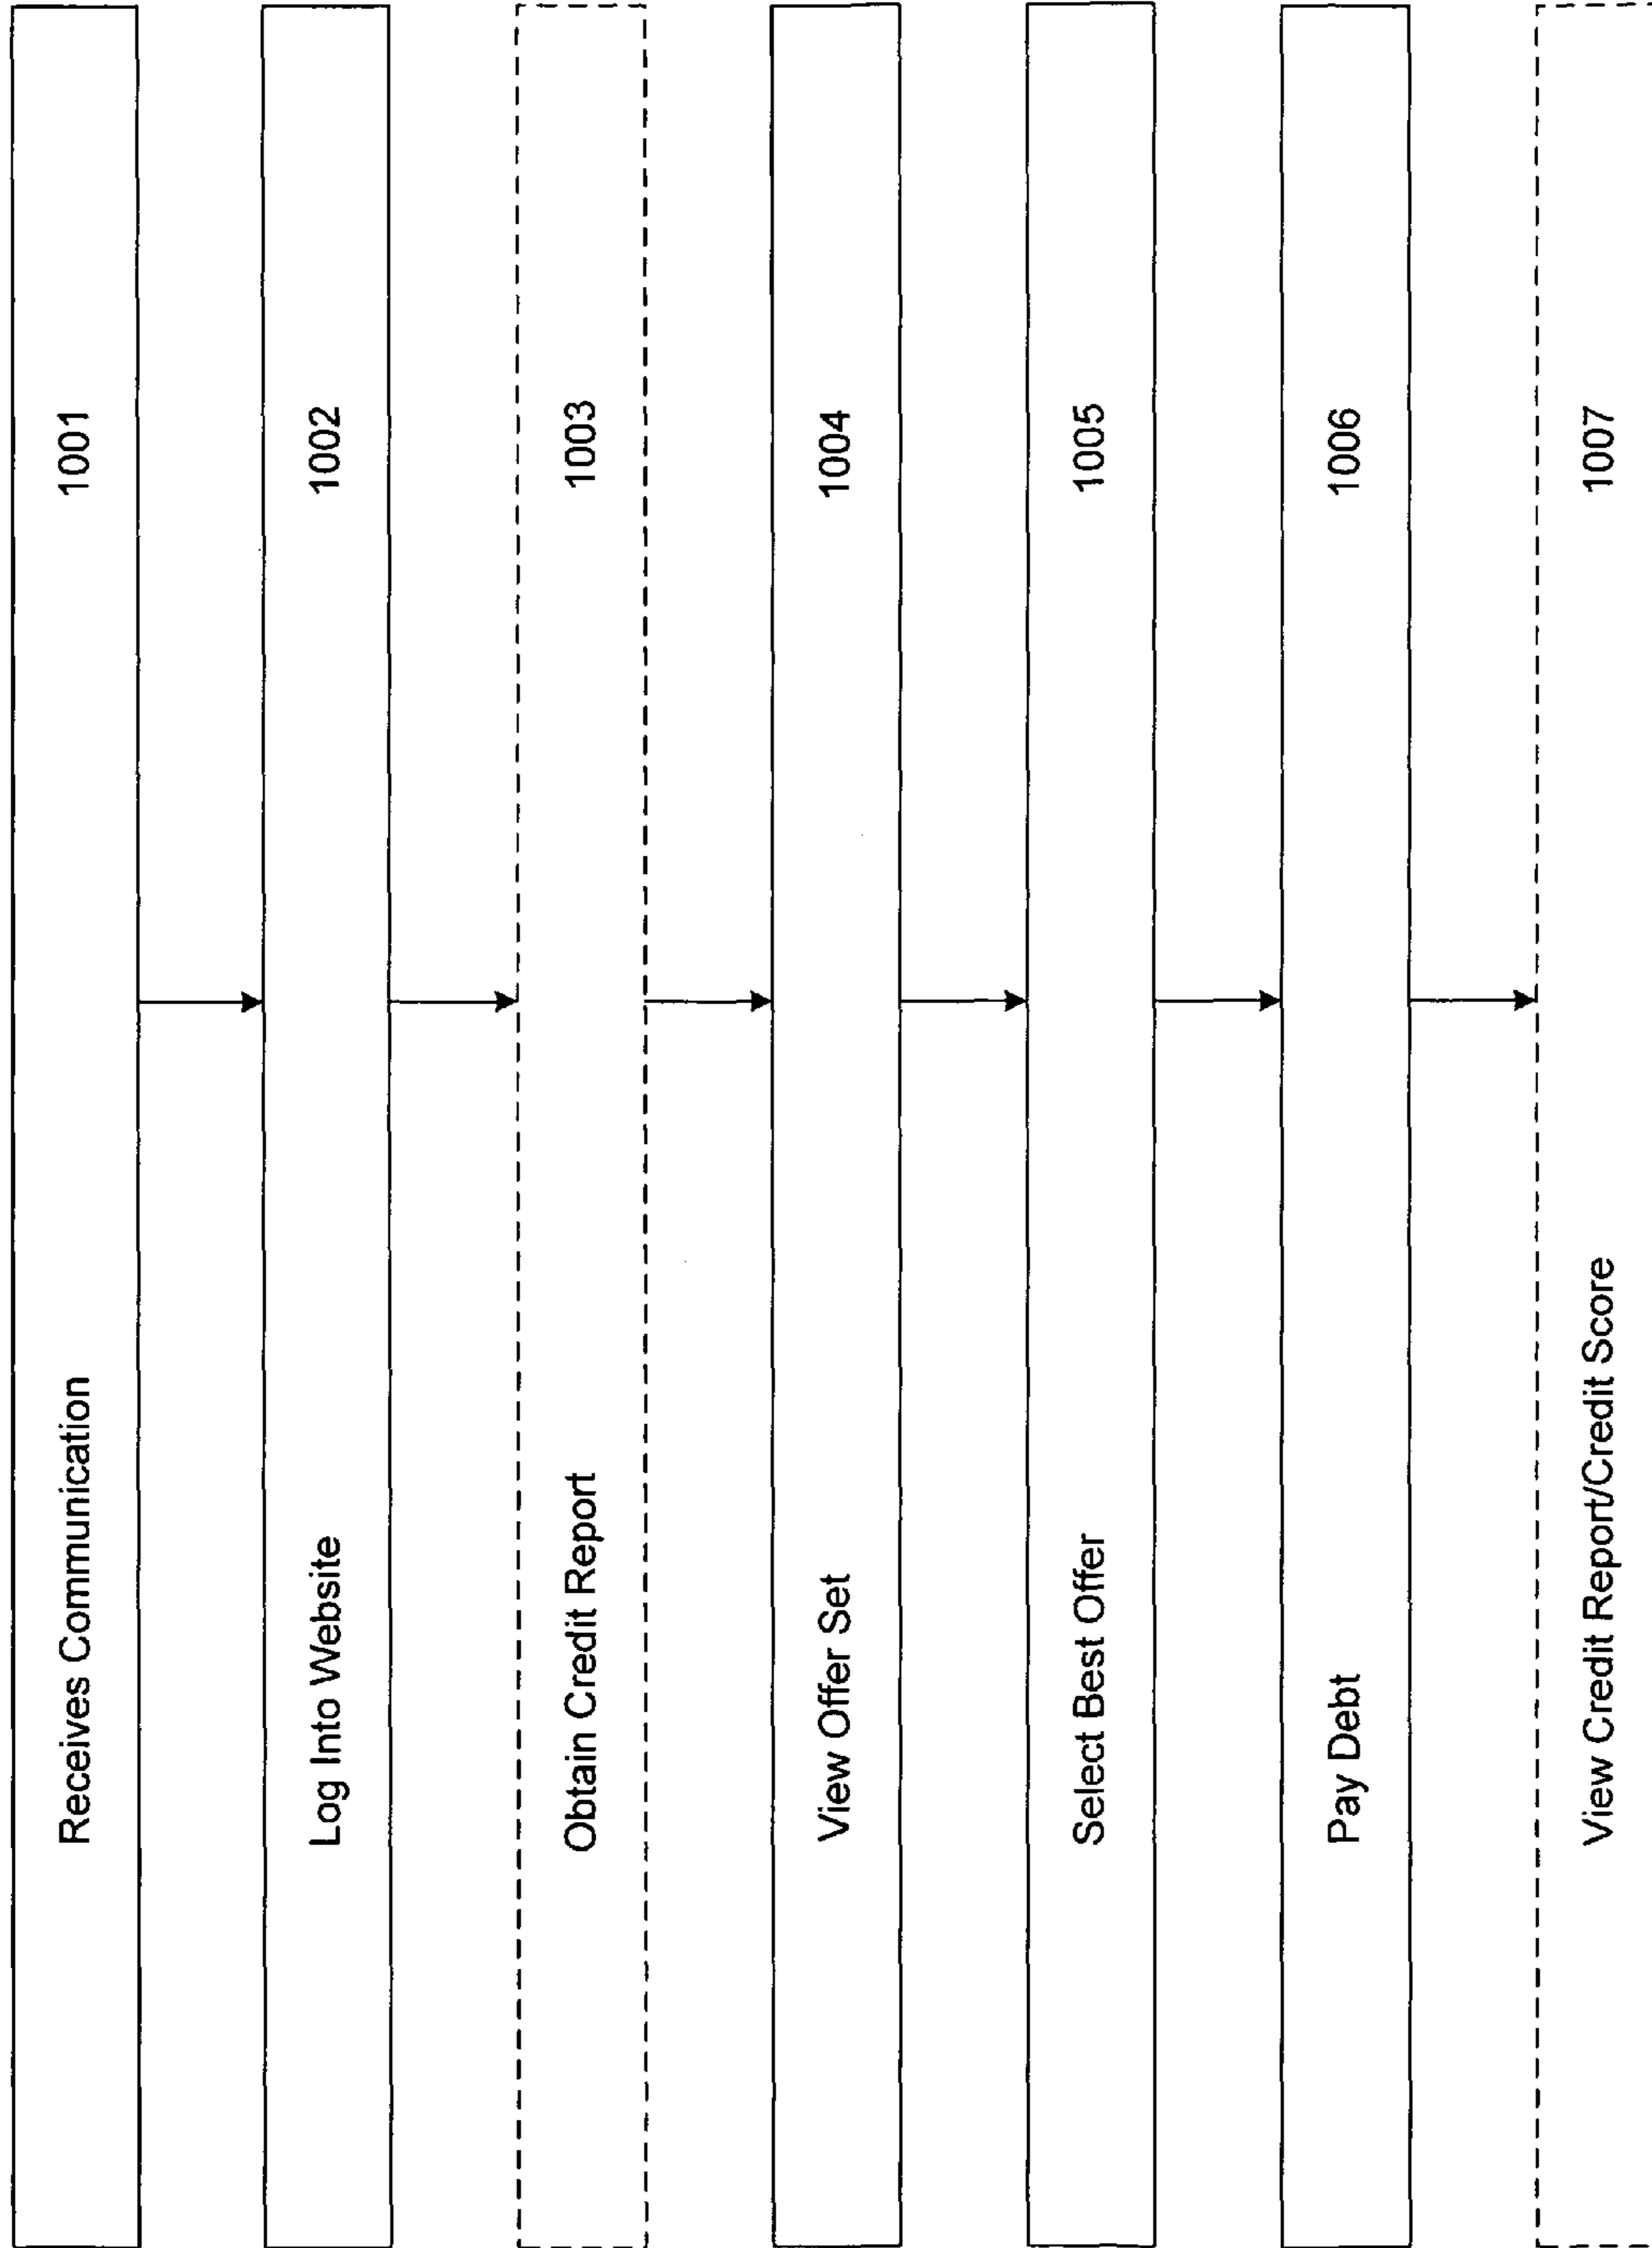 Receives Communication 1001
Log Into Website 1002
Obtain Credit Report 1003
View Offer Set 1004
Select Best Offer 1005
Pay Debt 1006
View Credit Report/Credit Score 1007